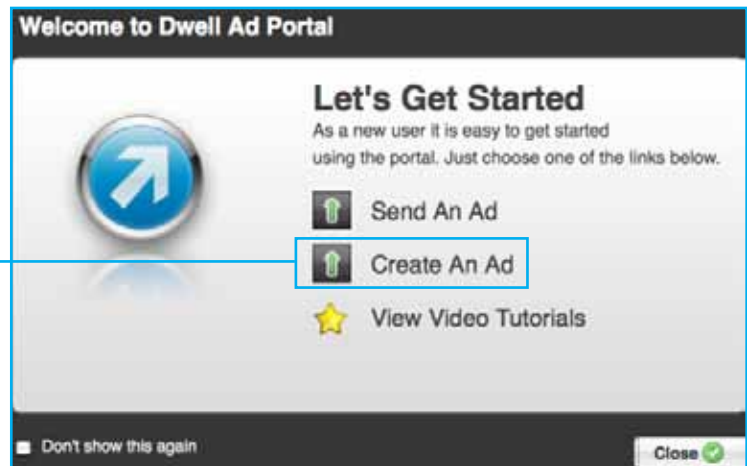 Welcome to Dwell Ad Portal
Let's Get Started
As a new user it is easy to get started
using the portal. Just choose one of the links below.
Send An Ad
Create An Ad
View Video Tutorials
Don't show this again
Close